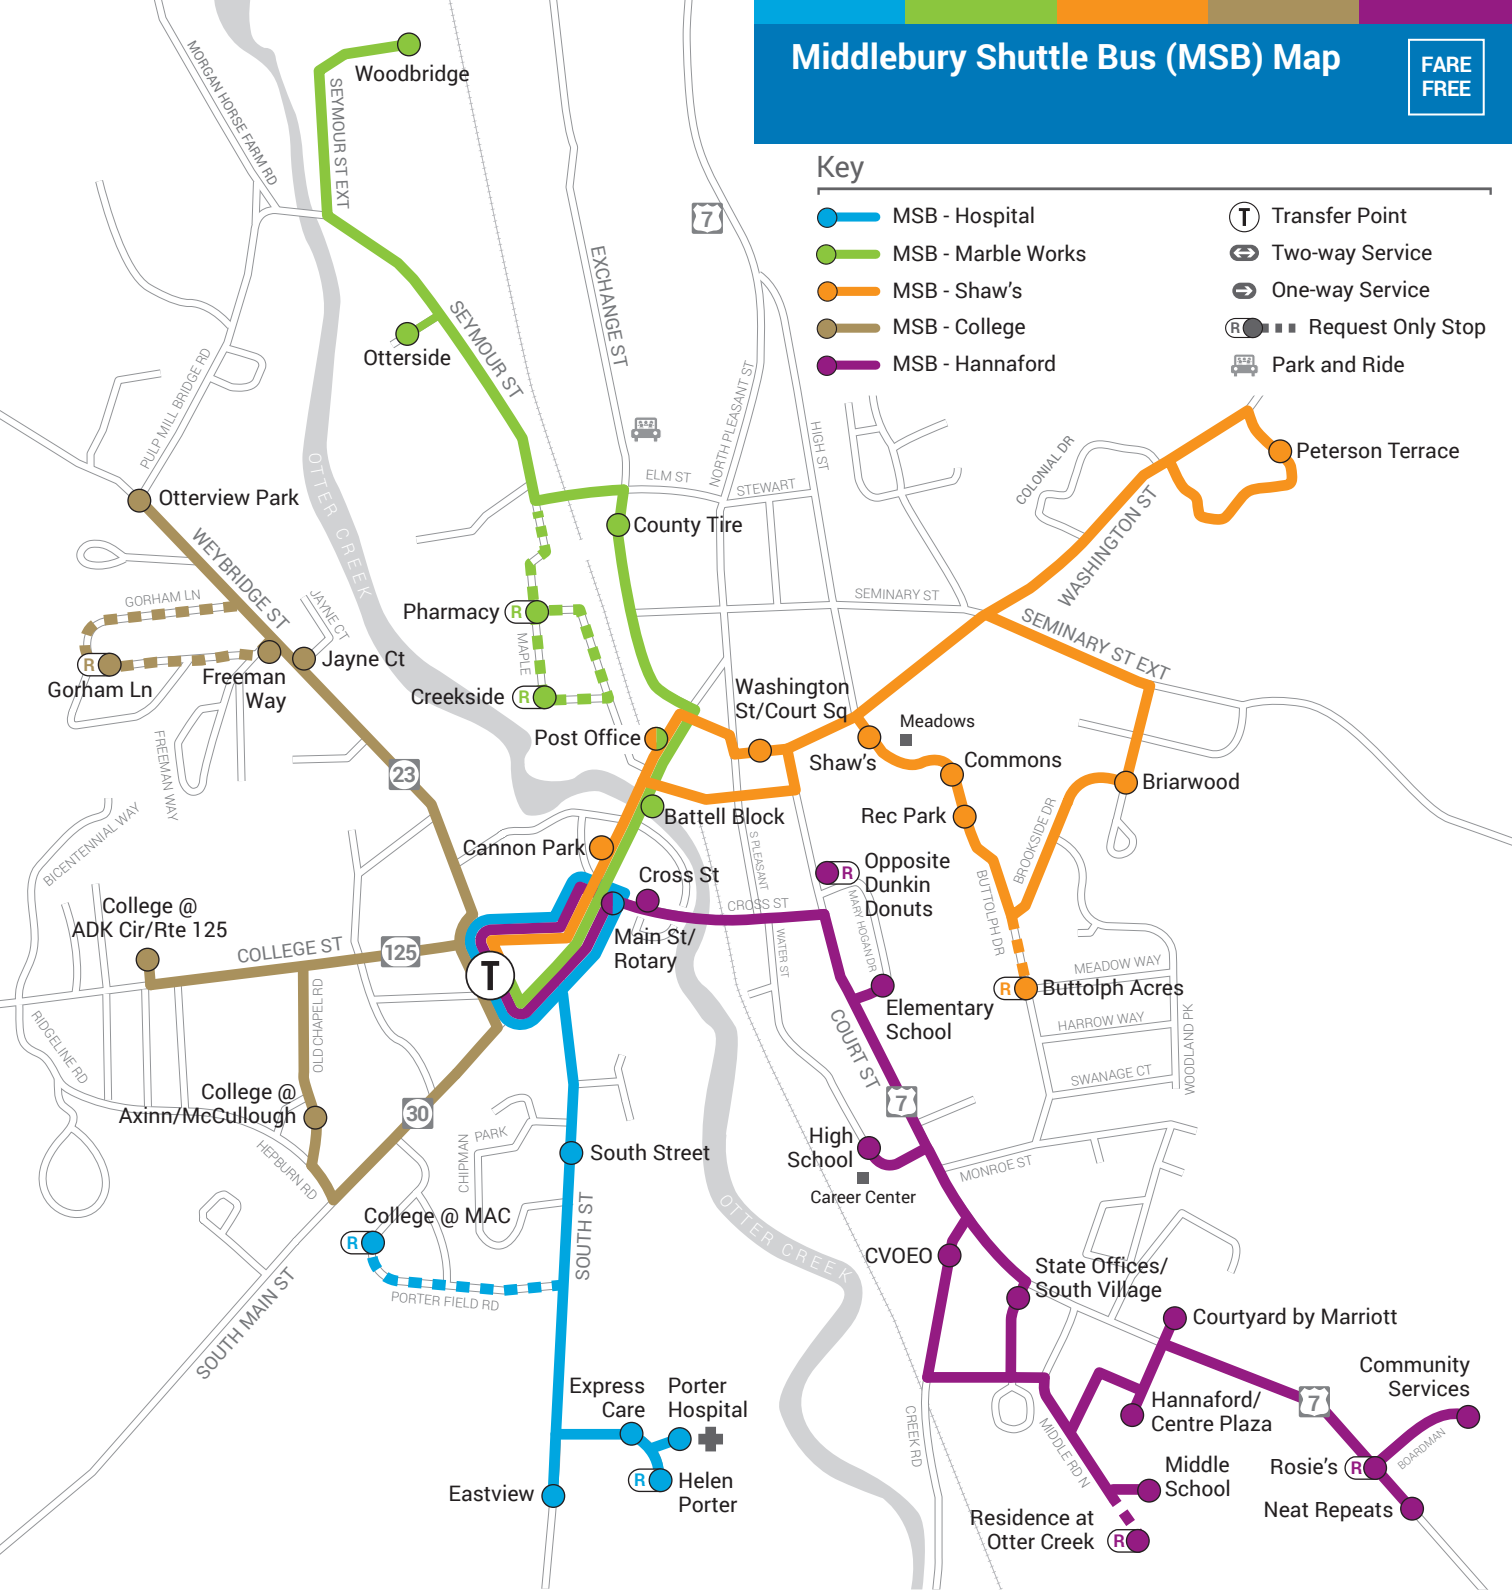 Middlebury Shuttle Bus (MSB) Map
FARE
FREE
Key
MSB - Hospital
MSB - Marble Works
MSB - Shaw's
MSB - College
MSB - Hannaford
T
Transfer Point
Two-way Service
One-way Service
R
Request Only Stop
Park and Ride
Woodbridge
MORGAN HORSE FARM RD
SEYMOUR ST EXT
7
EXCHANGE ST
SEYMOUR ST
Otterside
PULP MILL BRIDGE RD
NORTH PLEASANT ST
HIGH ST
ELM ST
STEWART
COLONIAL DR
Peterson Terrace
WASHINGTON ST
OTTER CREEK
Otterview Park
WEYBRIDGE ST
County Tire
GORHAM LN
JAYNE CT
Pharmacy
R
MAPLE
SEMINARY ST
SEMINARY ST EXT
R
Gorham Ln
Freeman
Way
Jayne Ct
Creekside
R
Washington
St/Court Sq
Post Office
Meadows
Shaw's
Commons
Briarwood
FREEMAN WAY
23
Battell Block
Rec Park
BROOKSIDE DR
BICENTENNIAL WAY
Cannon Park
S PLEASANT
Opposite
Dunkin
Donuts
R
Cross St
CROSS ST
MARY HOGAN DR
BUTTOLPH DR
College @
ADK Cir/Rte 125
COLLEGE ST
125
T
Main St/
Rotary
WATER ST
MEADOW WAY
R
Buttolph Acres
Elementary
School
HARROW WAY
WOODLAND PK
RIDGELINE RD
OLD CHAPEL RD
COURT ST
SWANAGE CT
College @
Axinn/McCullough
30
7
CHIPMAN
PARK
South Street
High
School
Career Center
MONROE ST
HEPBURN RD
College @ MAC
R
SOUTH ST
OTTER CREEK
PORTER FIELD RD
SOUTH MAIN ST
CVOEO
State Offices/
South Village
Courtyard by Marriott
Community
Services
Express
Care
Porter
Hospital
Hannaford/
Centre Plaza
7
CREEK RD
MIDDLE RD N
BOARDMAN
Rosie's
R
Eastview
R
Helen
Porter
Middle
School
Neat Repeats
Residence at
Otter Creek
R